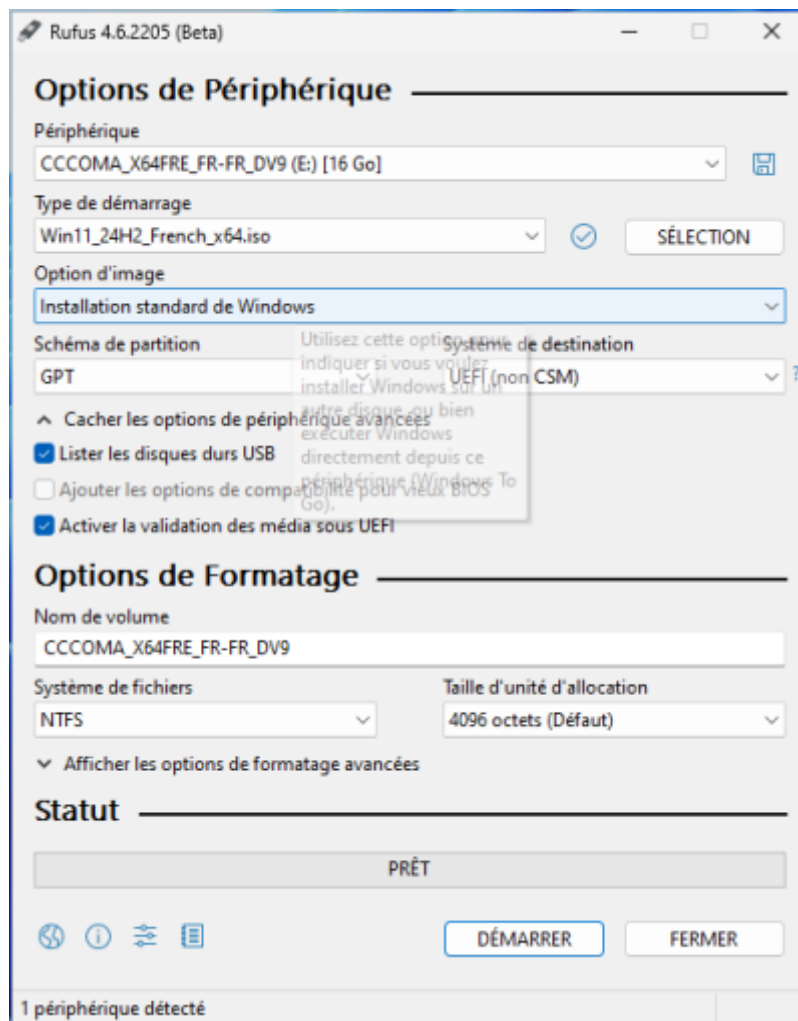 Rufus 4.6.2205 (Beta)
Options de Périphérique
Périphérique
CCCOMA_X64FRE_FR-FR_DV9 (E:) [16 Go]
Type de démarrage
Win11_24H2_French_x64.iso
SÉLECTION
Option d'image
Installation standard de Windows
Schéma de partition
Système de destination
GPT
UEFI (non CSM)
?
Utilisez cette option pour
indiquer si vous voulez
installer Windows sur un
autre disque, ou bien
exécuter Windows
directement depuis ce
périphérique (Windows To
Go).
Cacher les options de périphérique avancées
Lister les disques durs USB
Ajouter les options de compatibilité pour vieux BIOS
Activer la validation des média sous UEFI
Options de Formatage
Nom de volume
CCCOMA_X64FRE_FR-FR_DV9
Système de fichiers
Taille d'unité d'allocation
NTFS
4096 octets (Défaut)
Afficher les options de formatage avancées
Statut
PRÊT
DÉMARRER
FERMER
1 périphérique détecté